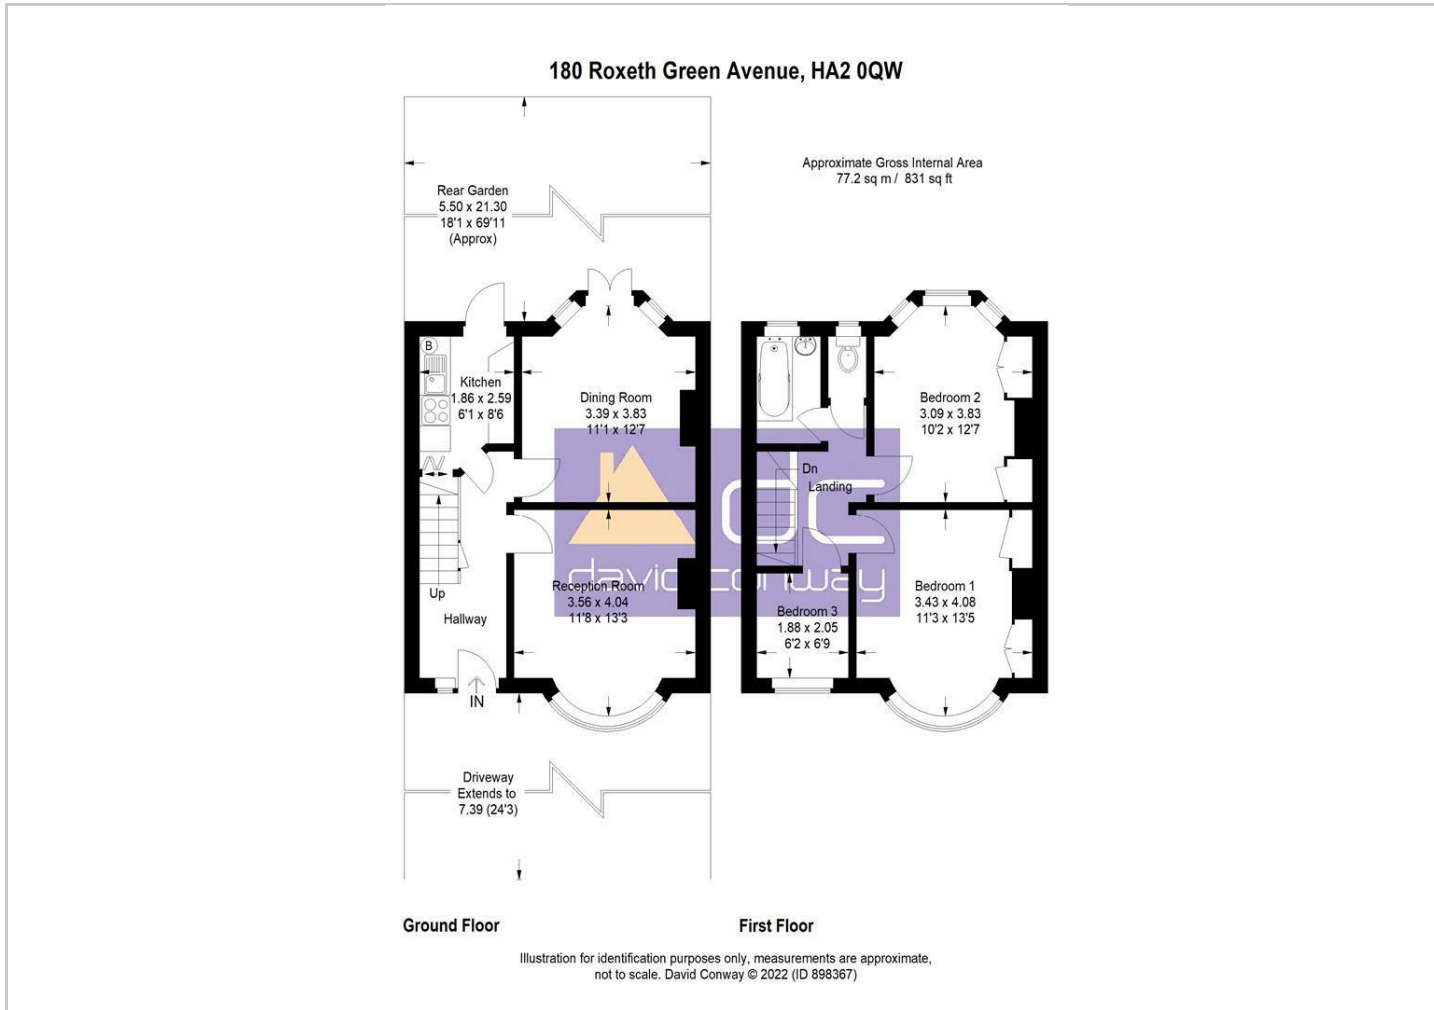 180 Roxeth Green Avenue, HA2 0QW
Approximate Gross Internal Area
77.2 sq m / 831 sq ft
Rear Garden
5.50 x 21.30
18'1 x 69'11
(Approx)
B
Kitchen
1.86 x 2.59
6'1 x 8'6
Dining Room
3.39 x 3.83
11'1 x 12'7
Reception Room
3.56 x 4.04
11'8 x 13'3
Up
Hallway
IN
Driveway
Extends to
7.39 (24'3)
Bedroom 2
3.09 x 3.83
10'2 x 12'7
Dn
Landing
Bedroom 1
3.43 x 4.08
11'3 x 13'5
Bedroom 3
1.88 x 2.05
6'2 x 6'9
DC
david conway
Ground Floor
First Floor
Illustration for identification purposes only, measurements are approximate,
not to scale. David Conway © 2022 (ID 898367)